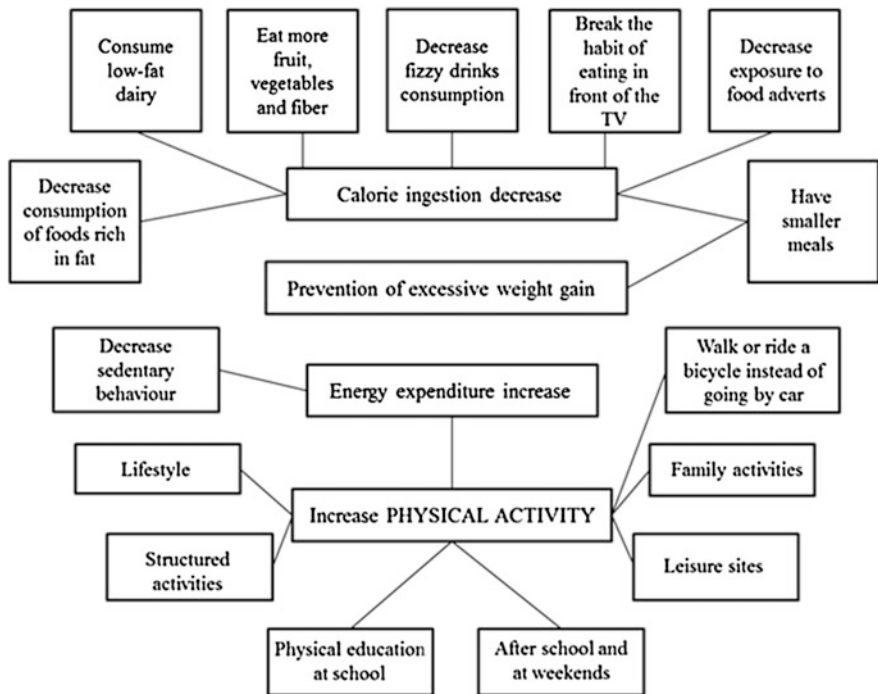 Consume
low-fat
dairy
Eat more
fruit,
vegetables
and fiber
Decrease
fizzy drinks
consumption
Break the
habit of
eating in
front of the
TV
Decrease
exposure to
food adverts
Decrease
consumption
of foods rich
in fat
Calorie ingestion decrease
Have
smaller
meals
Prevention of excessive weight gain
Decrease
sedentary
behaviour
Energy expenditure increase
Walk or ride a
bicycle instead of
going by car
Lifestyle
Family activities
Increase PHYSICAL ACTIVITY
Structured
activities
Leisure sites
Physical education
at school
After school and
at weekends